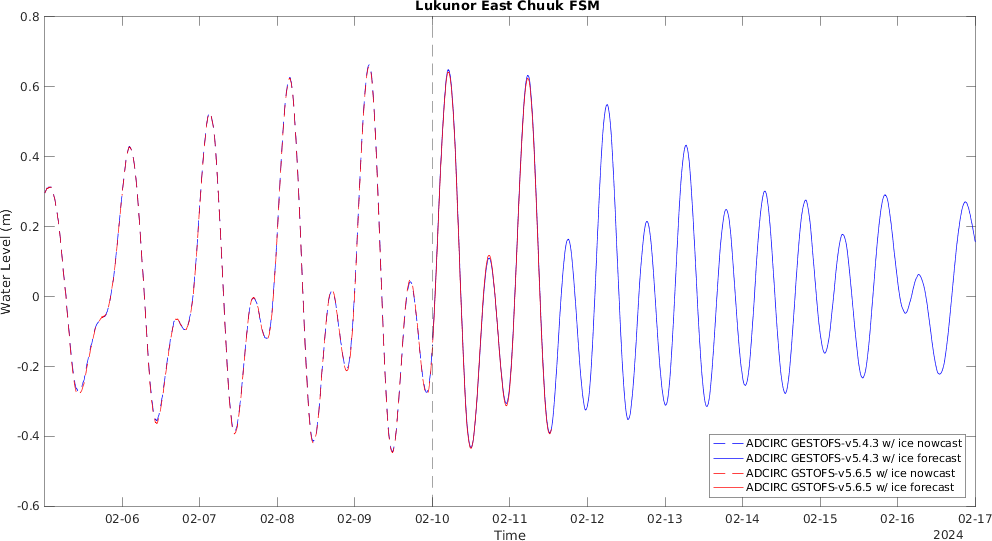 Lukunor East Chuuk FSM
0.8
0.6
0.4
0.2
0
-0.2
-0.4
-0.6
Water Level (m)
ADCIRC GESTOFS-v5.4.3 w/ ice nowcast
ADCIRC GESTOFS-v5.4.3 w/ ice forecast
ADCIRC GSTOFS-v5.6.5 w/ ice nowcast
ADCIRC GSTOFS-v5.6.5 w/ ice forecast
02-06 02-07 02-08 02-09 02-10 02-11 02-12 02-13 02-14 02-15 02-16 02-17
Time
2024